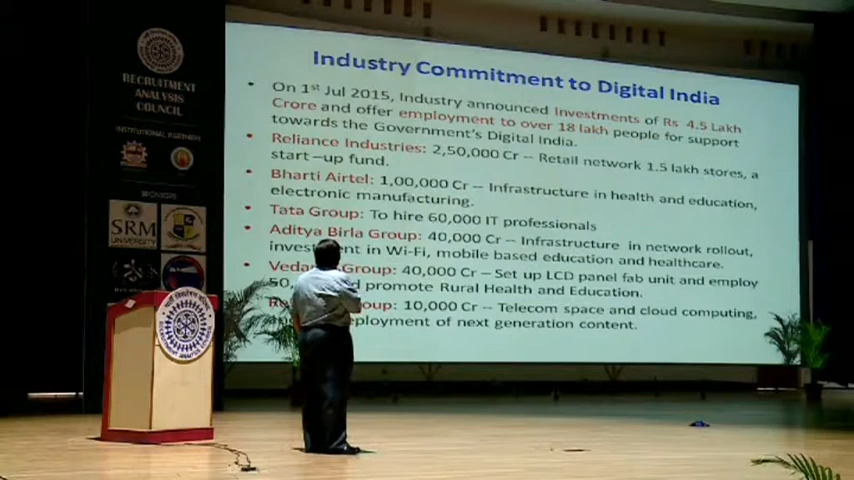 RECRUITMENT
ANALYSIS
COUNCIL
INSTITUTIONAL PARTNERS
SPONSORS
SRM
UNIVERSITY
Industry Commitment to Digital India
• On 1st Jul 2015, Industry announced Investments of Rs 4.5 Lakh
Crore and offer employment to over 18 lakh people for support
towards the Government's Digital India.
• Reliance Industries: 2,50,000 Cr -- Retail network 1.5 lakh stores, a
start –up fund.
• Bharti Airtel: 1,00,000 Cr -- Infrastructure in health and education,
electronic manufacturing.
• Tata Group: To hire 60,000 IT professionals
• Aditya Birla Group: 40,000 Cr -- Infrastructure in network rollout,
in Wi-Fi, mobile based education and healthcare.
• Group: 40,000 Cr -- Set up LCD panel fab unit and employ
promote Rural Health and Education.
10,000 Cr -- Telecom space and cloud computing,
of next generation content.